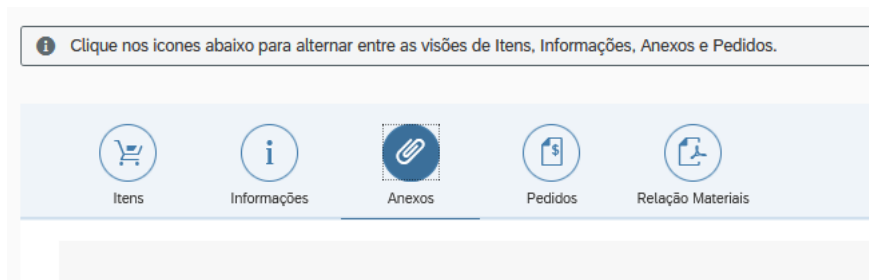 Clique nos icones abaixo para alternar entre as visões de Itens, Informações, Anexos e Pedidos.
Itens Informações Anexos Pedidos Relação Materiais